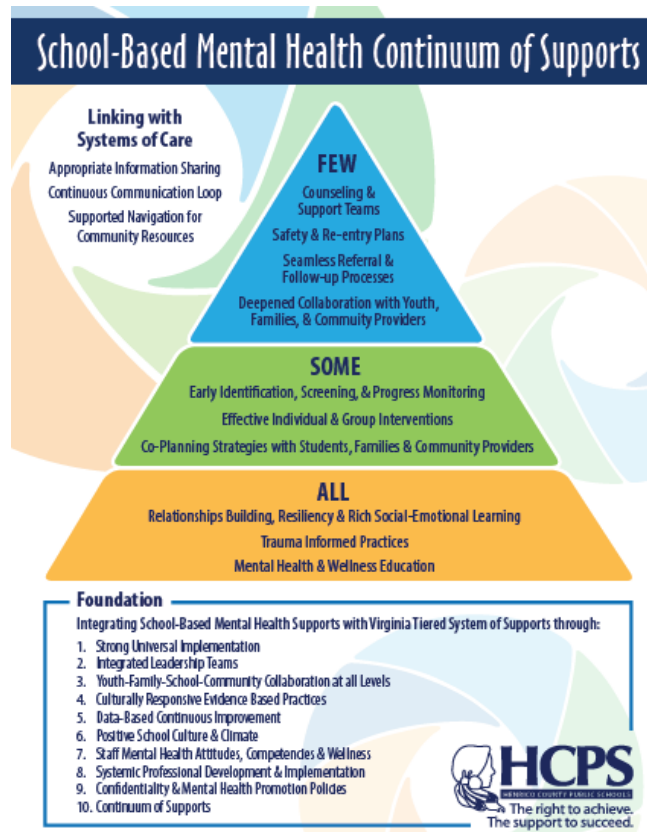 School-Based Mental Health Continuum of Supports
Linking with
Systems of Care
Appropriate Information Sharing
Continuous Communication Loop
Supported Navigation for
Community Resources
FEW
Counseling &
Support Teams
Safety & Re-entry Plans
Seamless Referral &
Follow-up Processes
Deepened Collaboration with Youth,
Families, & Commuity Providers
SOME
Early Identification, Screening, & Progress Monitoring
Effective Individual & Group Interventions
Co-Planning Strategies with Students, Families & Community Providers
ALL
Relationships Building, Resiliency & Rich Social-Emotional Learning
Trauma Informed Practices
Mental Health & Wellness Education
Foundation
Integrating School-Based Mental Health Supports with Virginia Tiered System of Supports through:
1. Strong Universal Implementation
2. Integrated Leadership Teams
3. Youth-Family-School-Community Collaboration at all Levels
4. Culturally Responsive Evidence Based Practices
5. Data-Based Continuous Improvement
6. Positive School Culture & Climate
7. Staff Mental Health Attitudes, Competencies & Wellness
8. Systemic Professional Development & Implementation
9. Confidentiality & Mental Health Promotion Policies
10. Continuum of Supports
HCPS
HENRICO COUNTY PUBLIC SCHOOLS
The right to achieve.
The support to succeed.